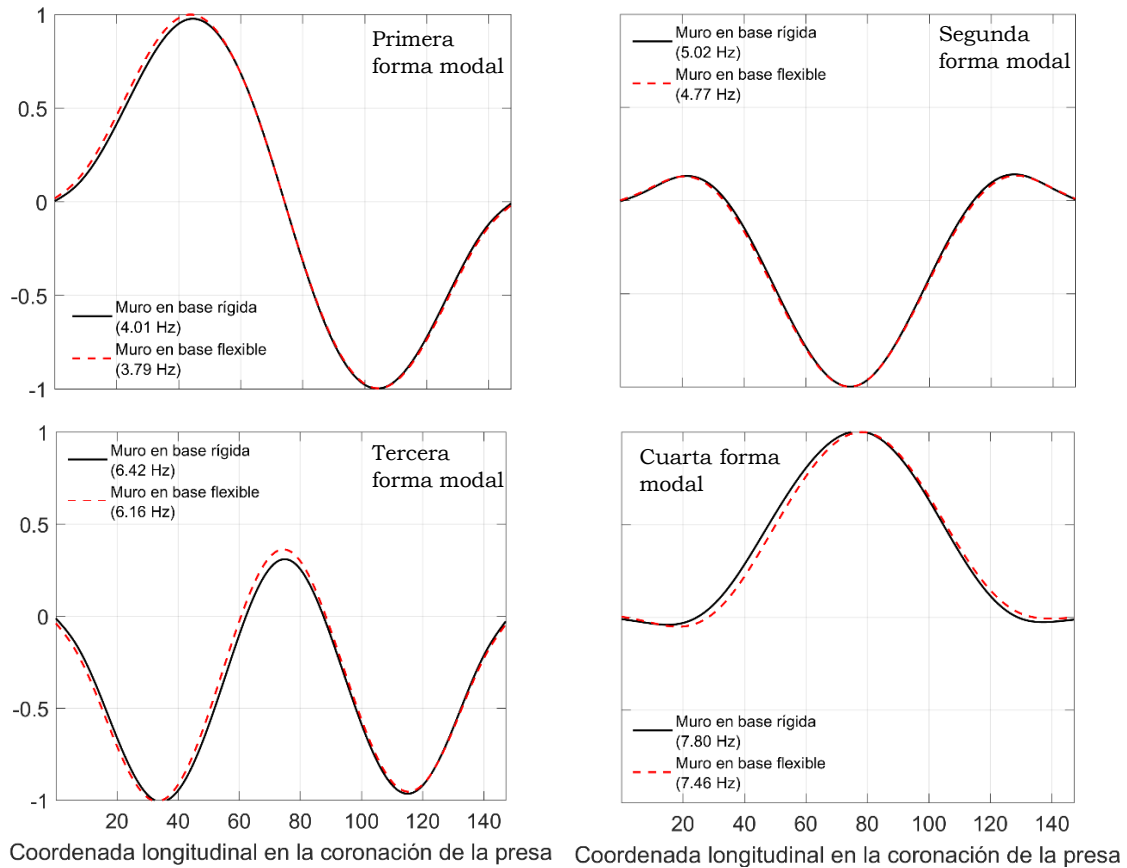 1
0.5
0
-0.5
-1
Primera
forma modal
Muro en base rígida
(4.01 Hz)
Muro en base flexible
(3.79 Hz)
Muro en base rígida
(5.02 Hz)
Muro en base flexible
(4.77 Hz)
Segunda
forma modal
1
0.5
0
-0.5
-1
Muro en base rígida
(6.42 Hz)
Muro en base flexible
(6.16 Hz)
Tercera
forma modal
20 40 60 80 100 120 140
Coordenada longitudinal en la coronación de la presa
Cuarta forma
modal
Muro en base rígida
(7.80 Hz)
Muro en base flexible
(7.46 Hz)
20 40 60 80 100 120 140
Coordenada longitudinal en la coronación de la presa